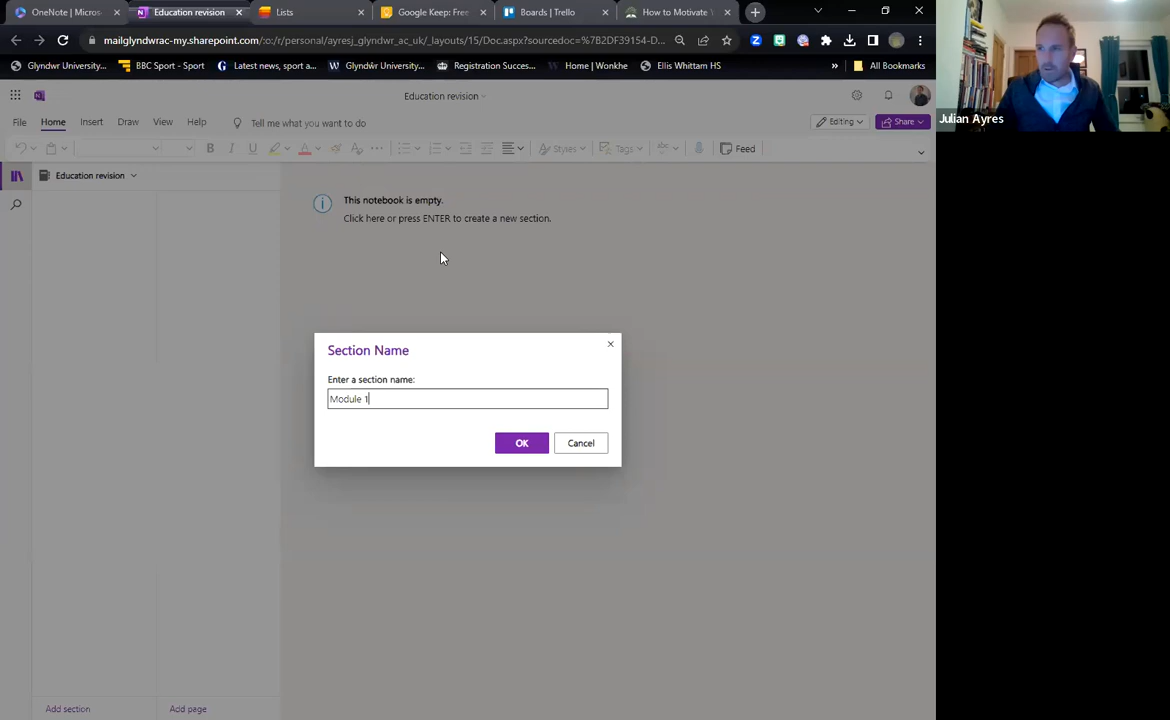 OneNote | Micros-
Education revision
Lists
Google Keep: Free
Boards | Trello
How to Motivate Y
mailglyndwrac-my.sharepoint.com/:o:/r/personal/ayresj_glyndwr_ac_uk/_layouts/15/Doc.aspx?sourcedoc=%7B2DF39154-D...
Glyndwr University...
BBC Sport - Sport
Latest news, sport a...
Glyndŵr University...
Registration Succes...
Home | Wonkhe
Ellis Whittam HS
»
All Bookmarks
Education revision
Julian Ayres
File
Home
Insert
Draw
View
Help
Tell me what you want to do
Editing
Share
B
I
U
A
Styles
Tags
Feed
Education revision
This notebook is empty.
Click here or press ENTER to create a new section.
Section Name
Enter a section name:
Module 1
OK
Cancel
Add section
Add page